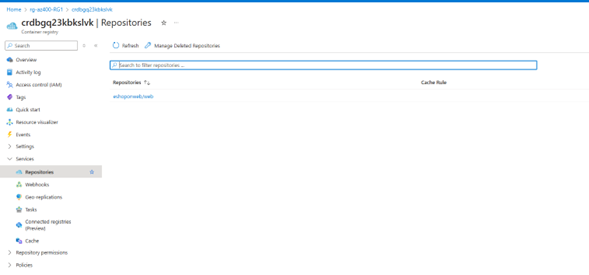 Home > rg-az400-RG1 > crdbgq23kbkslvk
crdbgq23kbkslvk | Repositories
Container registry
Search
Refresh Manage Deleted Repositories
Overview
Activity log
Access control (IAM)
Tags
Quick start
Resource visualizer
Events
Settings
Services
Repositories
Webhooks
Geo-replications
Tasks
Connected registries
(Preview)
Cache
Repository permissions
Policies
Search to filter repositories ...
Repositories Cache Rule
eshoponweb/web